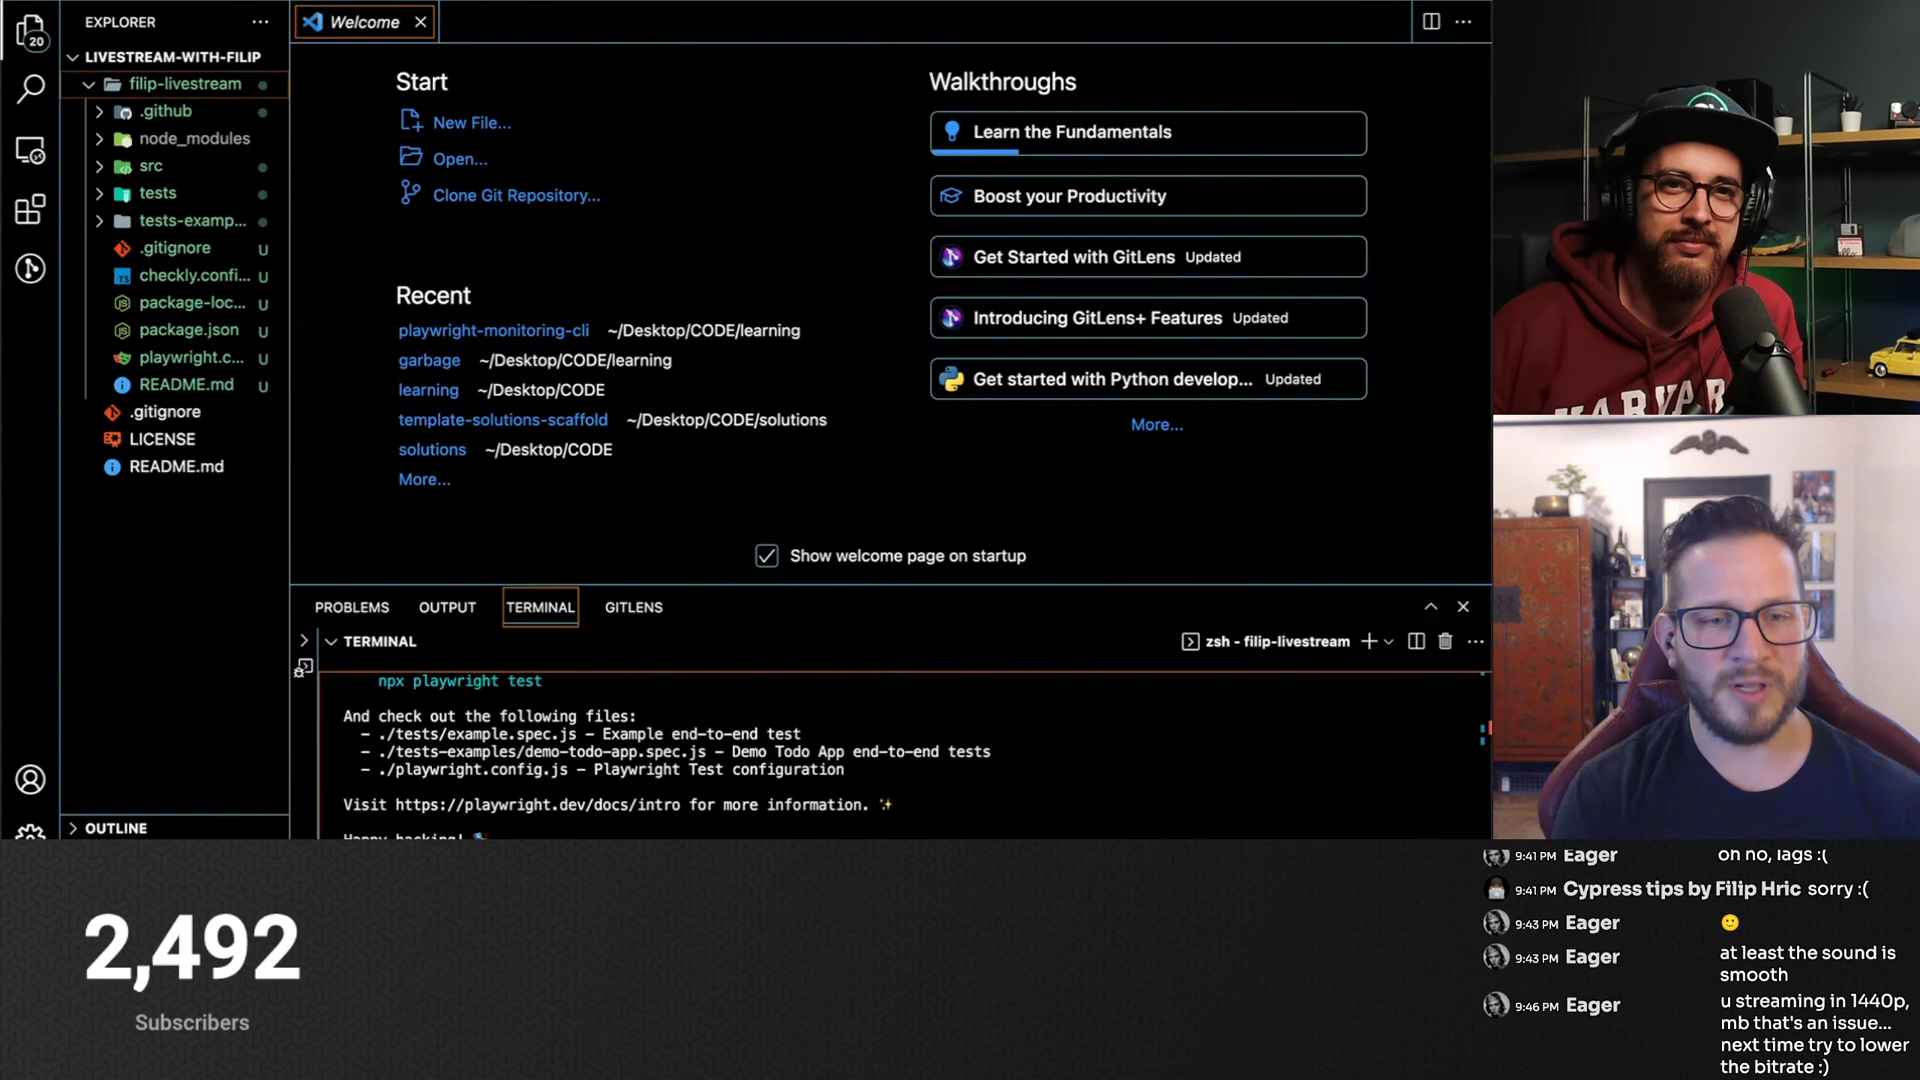 20
EXPLORER
LIVESTREAM-WITH-FILIP
filip-livestream
.github
node_modules
src
tests
tests-examp...
.gitignore U
checkly.confi... U
package-loc... U
package.json U
playwright.c... U
README.md U
.gitignore
LICENSE
README.md
OUTLINE
Welcome
Start
New File...
Open...
Clone Git Repository...
Recent
playwright-monitoring-cli ~/Desktop/CODE/learning
garbage ~/Desktop/CODE/learning
learning ~/Desktop/CODE
template-solutions-scaffold ~/Desktop/CODE/solutions
solutions ~/Desktop/CODE
More...
Walkthroughs
Learn the Fundamentals
Boost your Productivity
Get Started with GitLens Updated
Introducing GitLens+ Features Updated
Get started with Python develop... Updated
More...
Show welcome page on startup
PROBLEMS OUTPUT TERMINAL GITLENS
TERMINAL
zsh - filip-livestream
npx playwright test
And check out the following files:
- ./tests/example.spec.js - Example end-to-end test
- ./tests-examples/demo-todo-app.spec.js - Demo Todo App end-to-end tests
- ./playwright.config.js - Playwright Test configuration
Visit https://playwright.dev/docs/intro for more information. ✨
Happy hacking!
HARVAR
2,492
Subscribers
9:41 PM Eager oh no, lags :(
9:41 PM Cypress tips by Filip Hric sorry :(
9:43 PM Eager 🙂
9:43 PM Eager at least the sound is
smooth
9:46 PM Eager u streaming in 1440p,
mb that's an issue...
next time try to lower
the bitrate :)